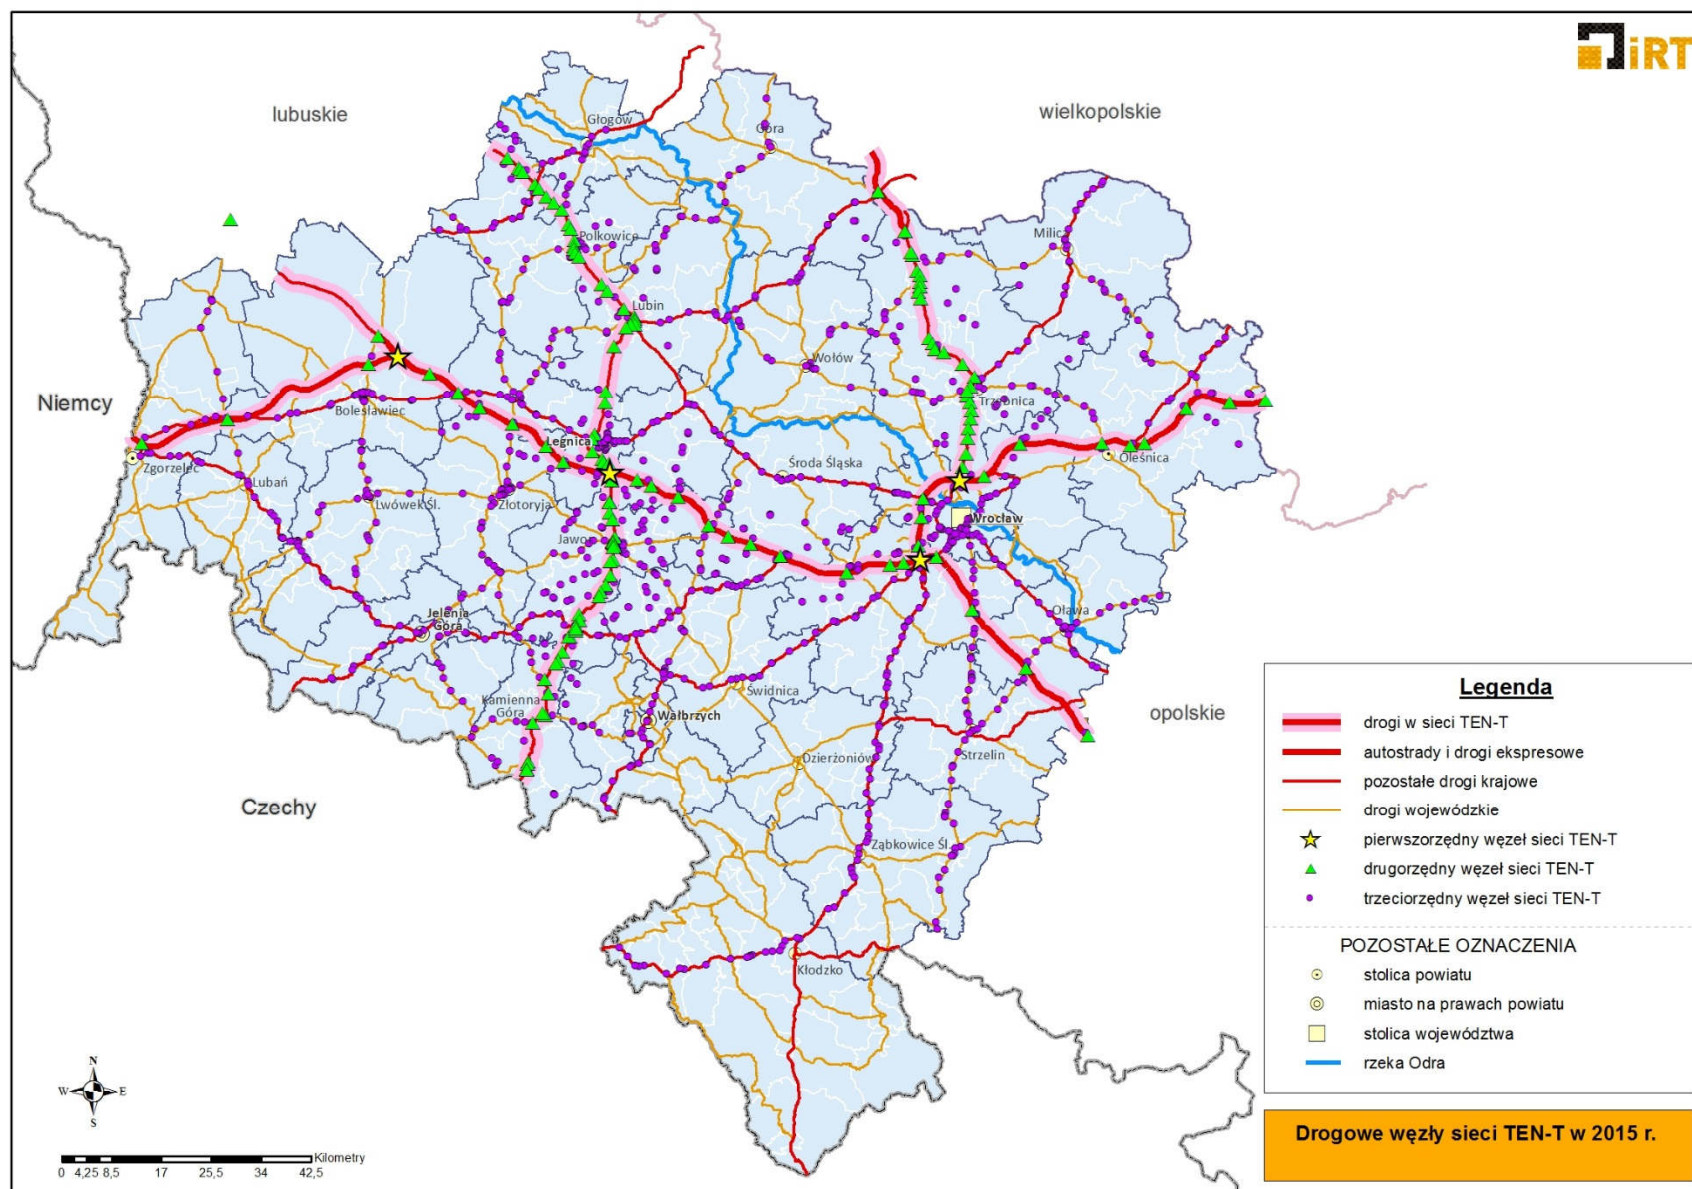 iRT
lubuskie
wielkopolskie
Głogów
Góra
Milicz
Polkowice
Lubin
Wołów
Niemcy
Bolesławiec
Trzebnica
Legnica
Zgorzelec
Lubań
Środa Śląska
Oleśnica
Lwówek Śl.
Złotoryja
Wrocław
Jawor
Jelenia
Góra
Oława
Kamienna
Góra
Świdnica
Wałbrzych
opolskie
Dzierżoniów
Strzelin
Czechy
Ząbkowice Śl.
Kłodzko
Legenda
drogi w sieci TEN-T
autostrady i drogi ekspresowe
pozostałe drogi krajowe
drogi wojewódzkie
pierwszorzędny węzeł sieci TEN-T
drugorzędny węzeł sieci TEN-T
trzeciorzędny węzeł sieci TEN-T
POZOSTAŁE OZNACZENIA
stolica powiatu
miasto na prawach powiatu
stolica województwa
rzeka Odra
Drogowe węzły sieci TEN-T w 2015 r.
N
W E
S
Kilometry
0 4,25 8,5 17 25,5 34 42,5